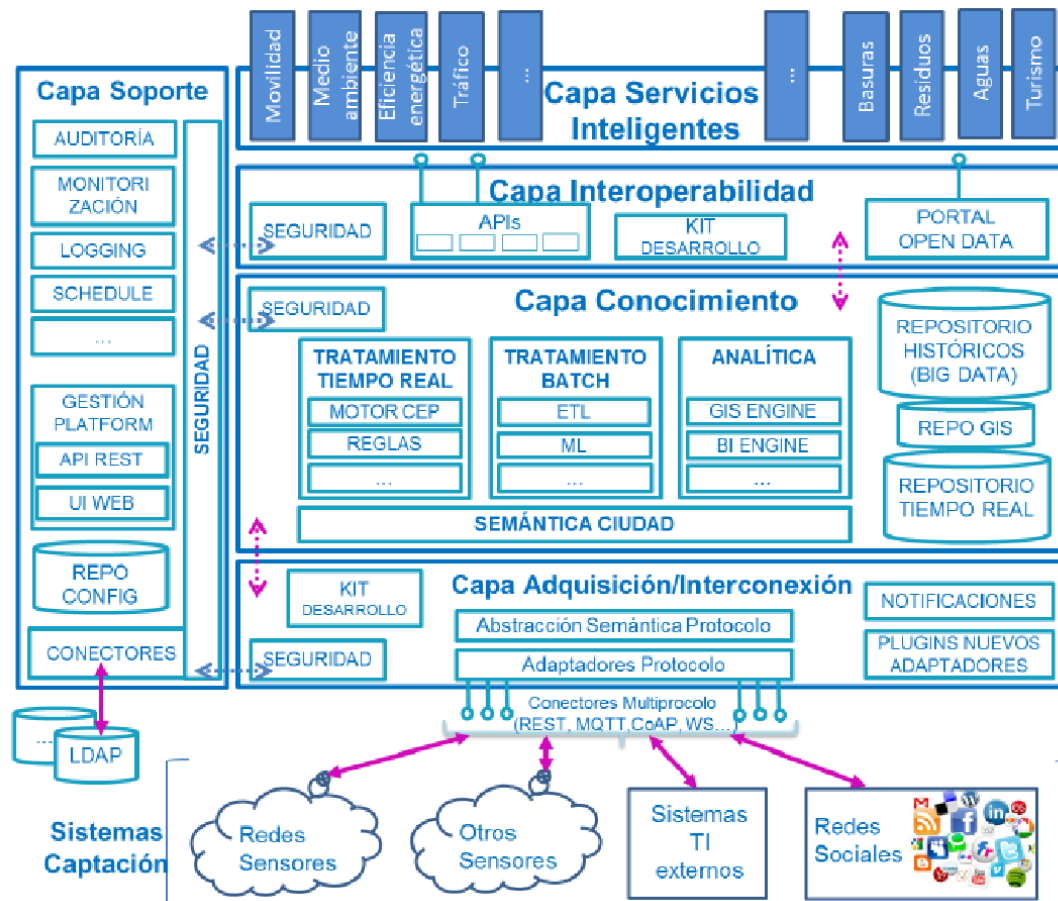 Movilidad
Medio
ambiente
Eficiencia
energética
Tráfico
...
...
Basuras
Residuos
Aguas
Turismo
Capa Servicios
Inteligentes
Capa Soporte
AUDITORÍA
MONITORI
ZACIÓN
LOGGING
SCHEDULE
...
GESTIÓN
PLATFORM
API REST
UI WEB
REPO
CONFIG
CONECTORES
SEGURIDAD
...
LDAP
Capa Interoperabilidad
SEGURIDAD
APIs
KIT
DESARROLLO
PORTAL
OPEN DATA
Capa Conocimiento
SEGURIDAD
TRATAMIENTO
TIEMPO REAL
MOTOR CEP
REGLAS
...
TRATAMIENTO
BATCH
ETL
ML
...
ANALÍTICA
GIS ENGINE
BI ENGINE
...
REPOSITORIO
HISTÓRICOS
(BIG DATA)
REPO GIS
REPOSITORIO
TIEMPO REAL
SEMÁNTICA CIUDAD
Capa Adquisición/Interconexión
KIT
DESARROLLO
SEGURIDAD
Abstracción Semántica Protocolo
Adaptadores Protocolo
NOTIFICACIONES
PLUGINS NUEVOS
ADAPTADORES
Conectores Multiprocolo
(REST, MQTT,CoAP, WS...)
Sistemas
Captación
Redes
Sensores
Otros
Sensores
Sistemas
TI
externos
Redes
Sociales